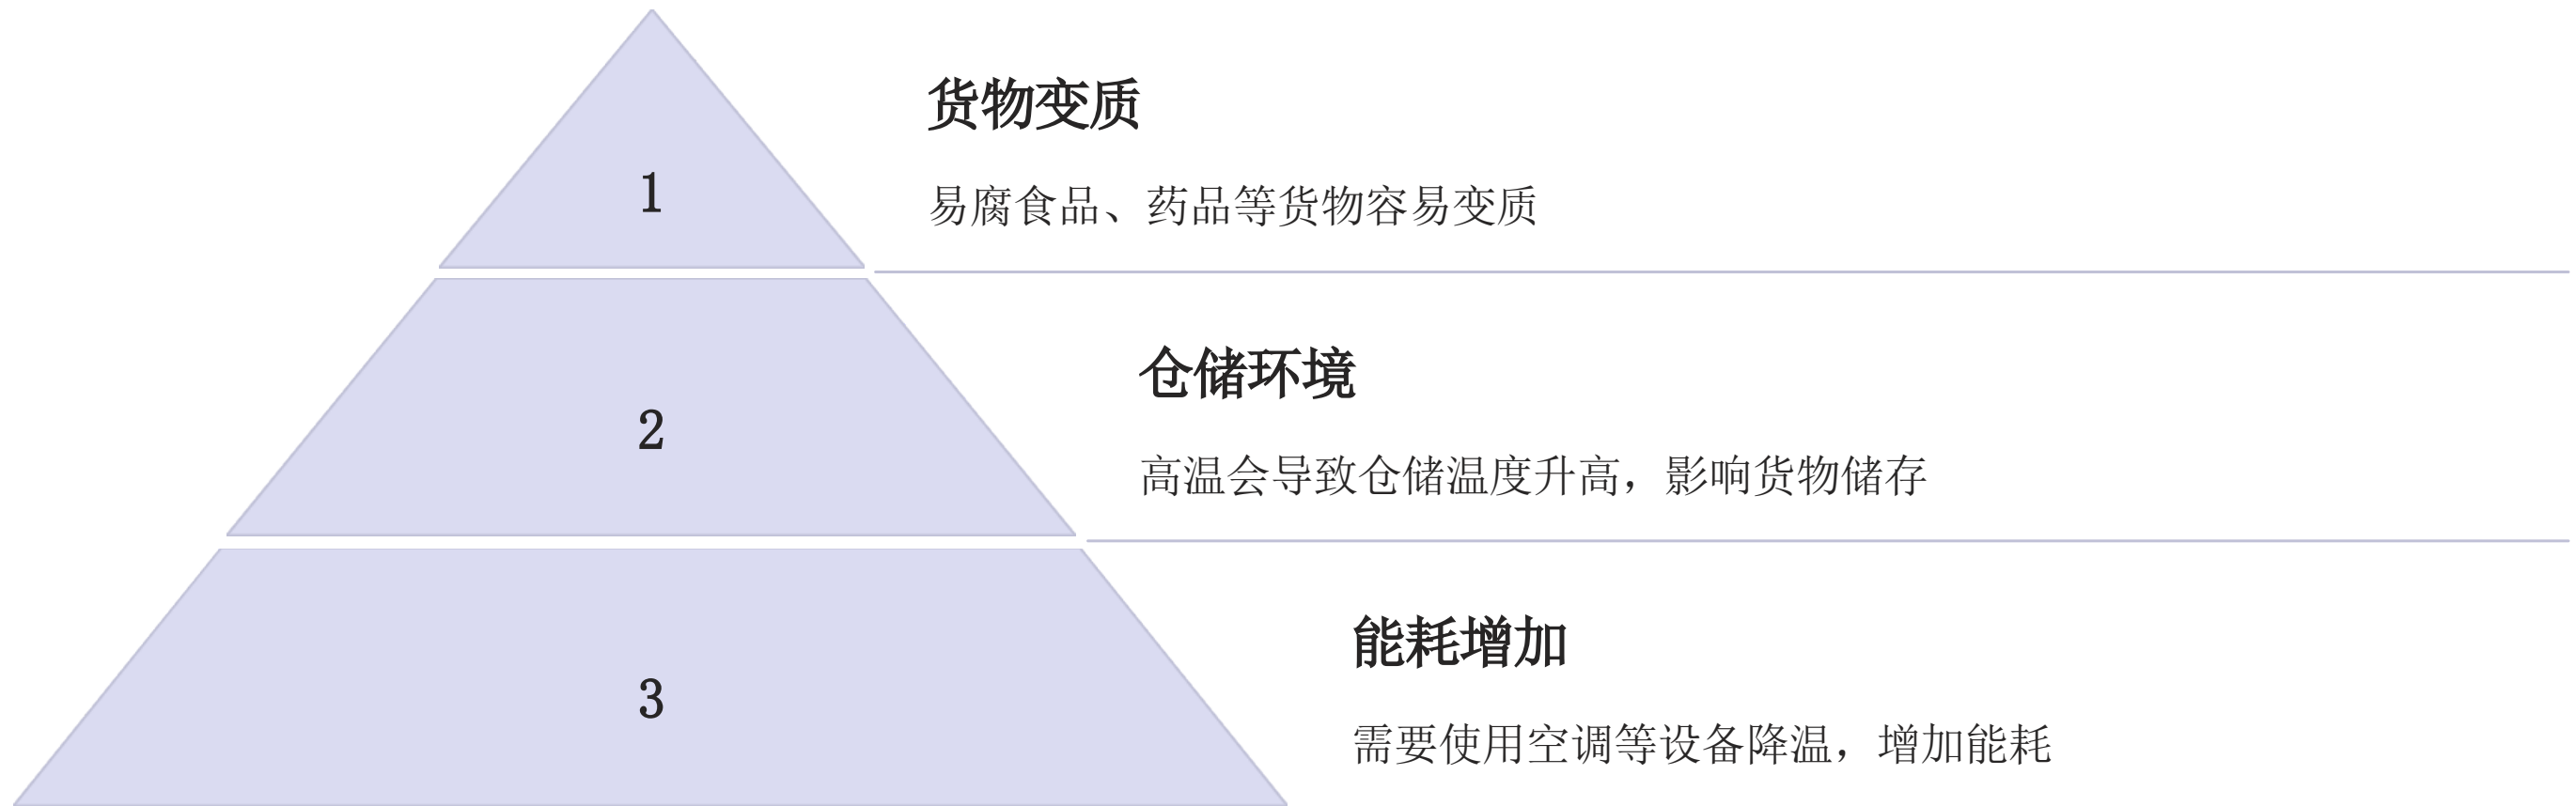 货物变质
1
易腐食品、药品等货物容易变质
仓储环境
2
高温会导致仓储温度升高，影响货物储存
能耗增加
3
需要使用空调等设备降温，增加能耗